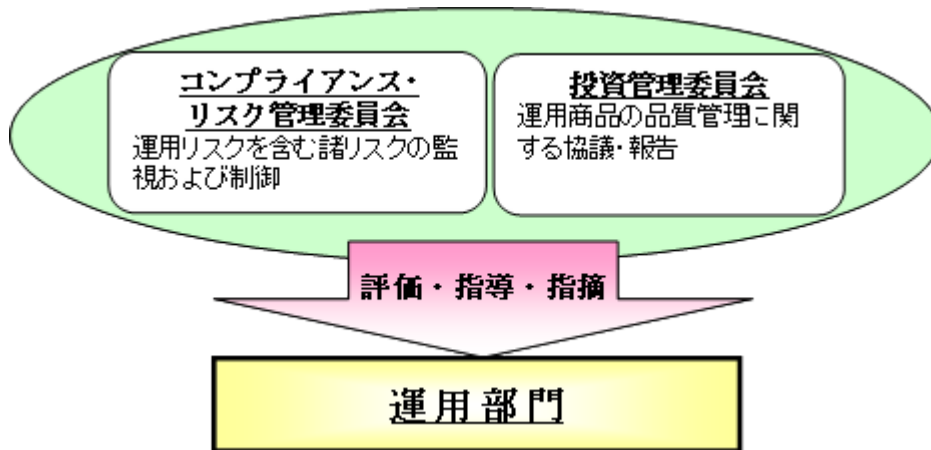 コンプライアンス・
リスク管理委員会
運用リスクを含む諸リスクの監
視および制御
投資管理委員会
運用商品の品質管理に関
する協議・報告
評価・指導・指摘
運用部門